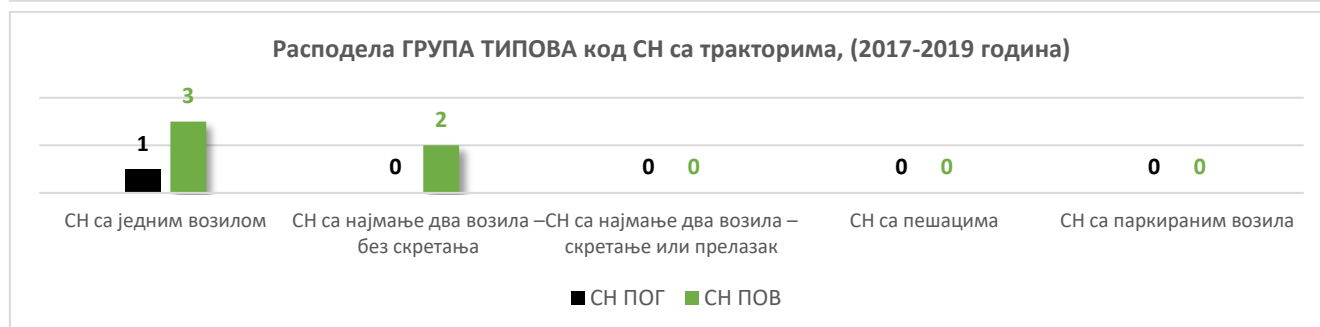 Расподела ГРУПА ТИПОВА код СН са тракторима, (2017-2019 година)
1 3 0 2 0 0 0 0 0 0
СН са једним возилом
СН са најмање два возила –
без скретања
СН са најмање два возила –
скретање или прелазак
СН са пешацима
СН са паркираним возила
СН ПОГ СН ПОВ